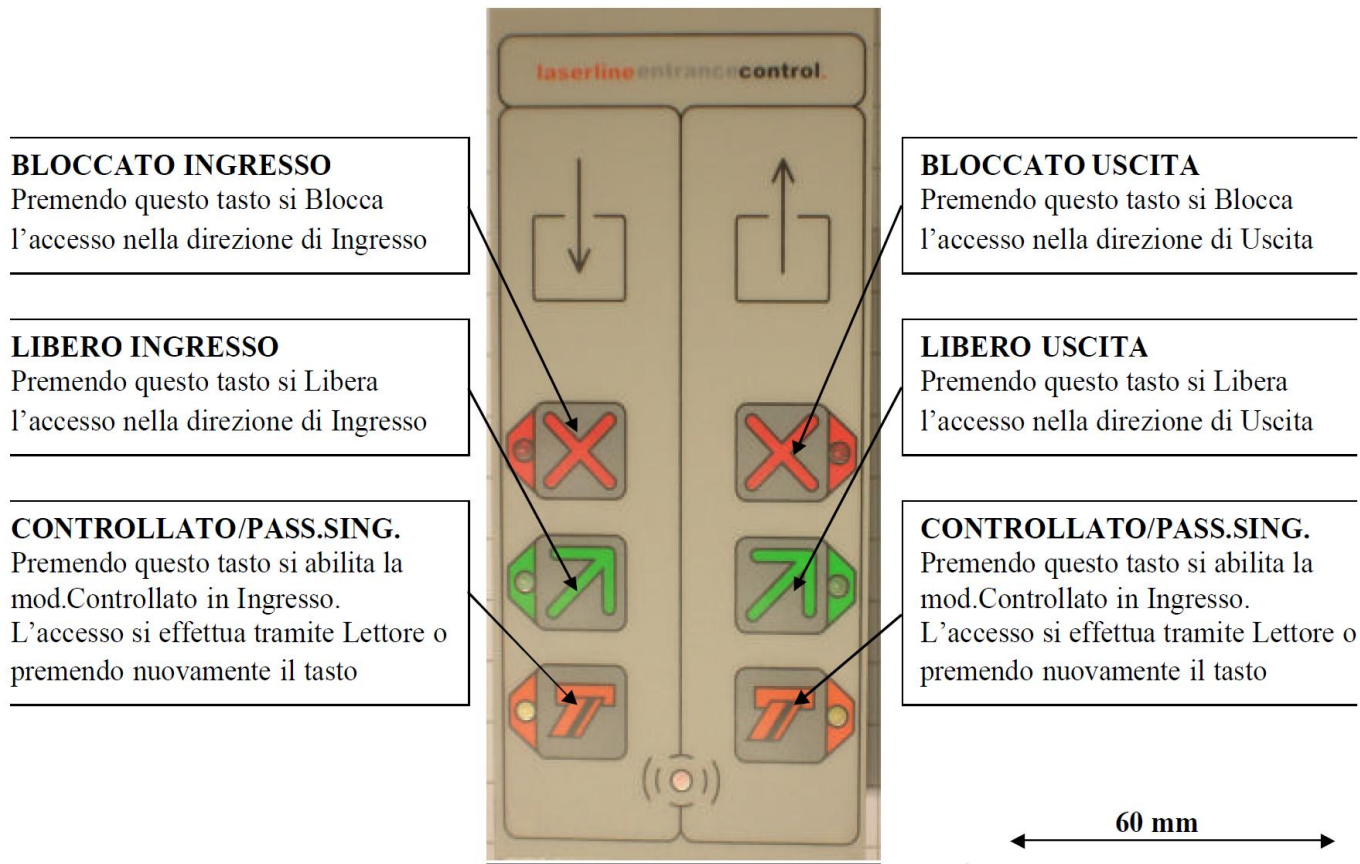 laserlineentrancecontrol.
BLOCCATO INGRESSO
Premendo questo tasto si Blocca
l’accesso nella direzione di Ingresso
LIBERO INGRESSO
Premendo questo tasto si Libera
l’accesso nella direzione di Ingresso
CONTROLLATO/PASS.SING.
Premendo questo tasto si abilita la
mod.Controllato in Ingresso.
L’accesso si effettua tramite Lettore o
premendo nuovamente il tasto
BLOCCATO USCITA
Premendo questo tasto si Blocca
l’accesso nella direzione di Uscita
LIBERO USCITA
Premendo questo tasto si Libera
l’accesso nella direzione di Uscita
CONTROLLATO/PASS.SING.
Premendo questo tasto si abilita la
mod.Controllato in Ingresso.
L’accesso si effettua tramite Lettore o
premendo nuovamente il tasto
60 mm